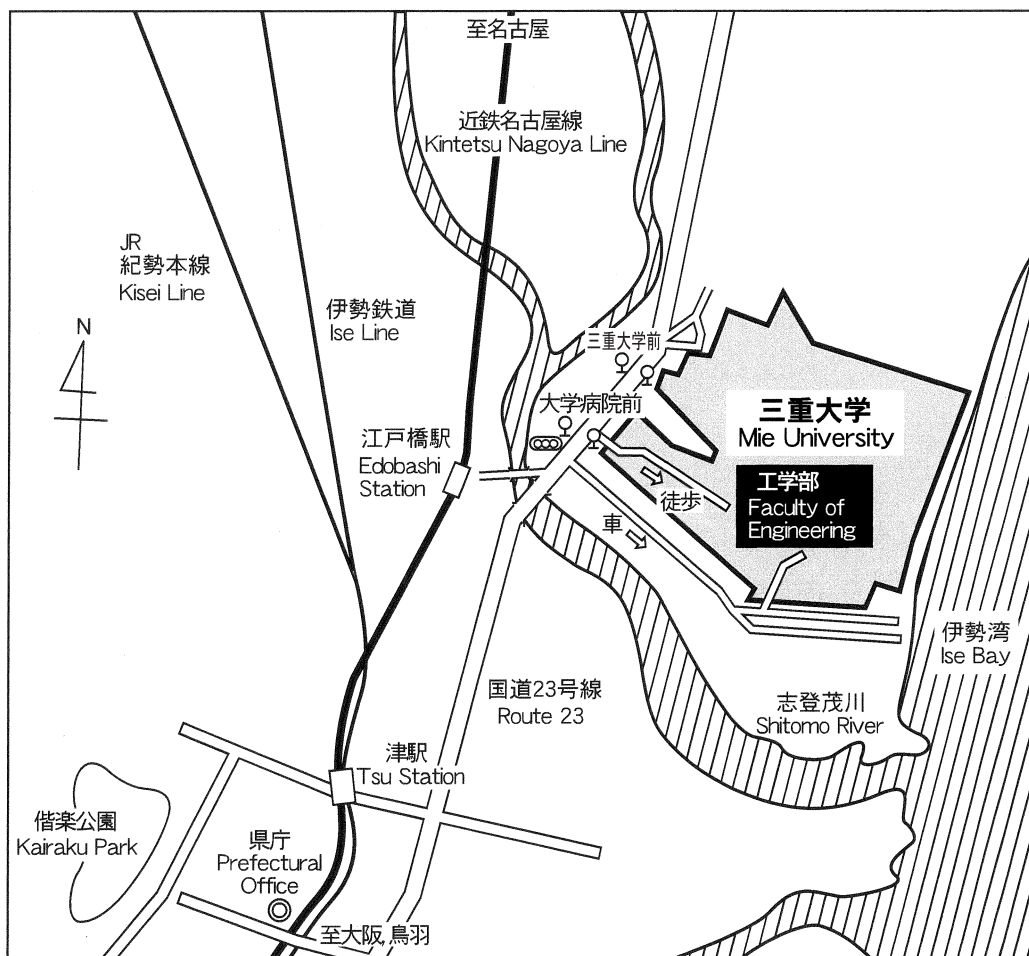 至名古屋
近鉄名古屋線
Kintetsu Nagoya Line
JR
紀勢本線
Kisei Line
伊勢鉄道
Ise Line
N
三重大学前
大学病院前
三重大学
Mie University
江戸橋駅
Edobashi
Station
工学部
Faculty of
Engineering
徒歩
車
伊勢湾
Ise Bay
国道23号線
Route 23
志登茂川
Shitomo River
津駅
Tsu Station
偕楽公園
Kairaku Park
県庁
Prefectural
Office
至大阪,鳥羽